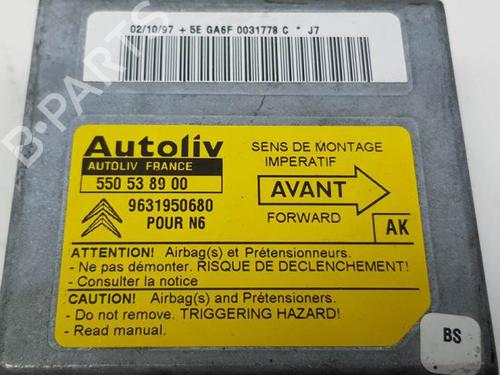 02/10/97 + 5E GA6F 0031778 C * J7
Autoliv
AUTOLIV FRANCE
550 53 89 00
9631950680
POUR N6
SENS DE MONTAGE
IMPERATIF
AVANT
FORWARD
AK
ATTENTION! Airbag(s) et Prétensionneurs.
- Ne pas démonter. RISQUE DE DECLENCHEMENT!
- Consulter la notice
CAUTION! Airbag(s) and Prétensioners.
- Do not remove. TRIGGERING HAZARD!
- Read manual.
BS
B-PARTS